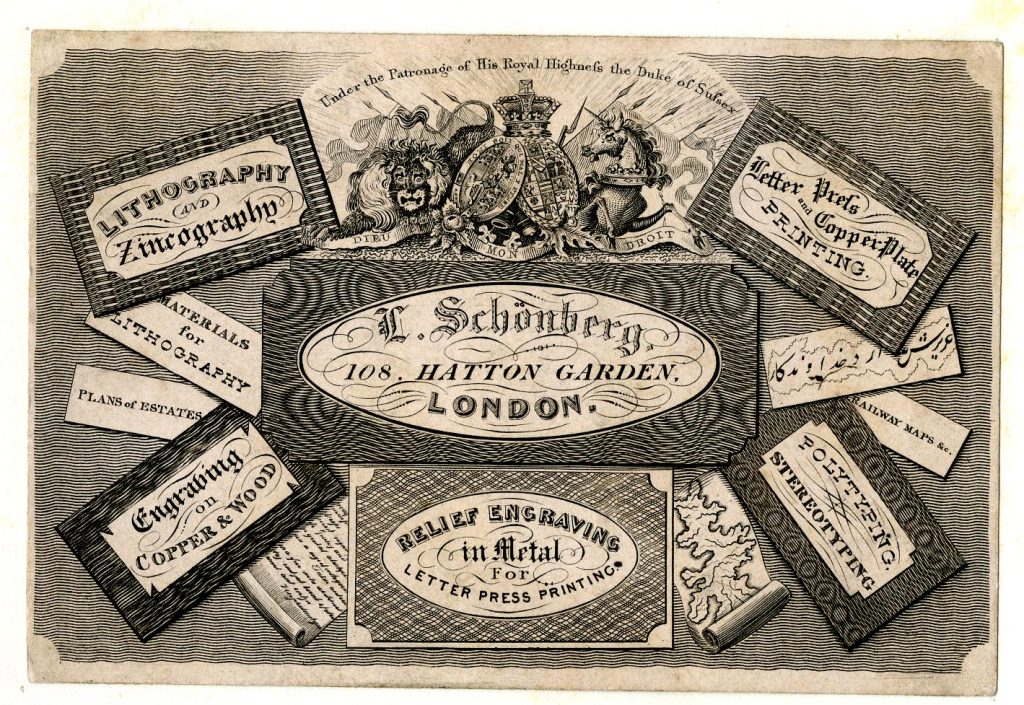 Under the Patronage of His Royal Highneſs the Duke of Suſsex
DIEU MON DROIT
LITHOGRAPHY
AND
Zincography
Letter Preſs
and Copper Plate
PRINTING.
MATERIALS
for
LITHOGRAPHY
L. Schönberg,
108. HATTON GARDEN,
LONDON.
PLANS of ESTATES
RAILWAY MAPS &c.
Engraving
on
COPPER & WOOD
RELIEF ENGRAVING
in Metal
For
LETTER PRESS PRINTING.
POLYTYPING
STEREOTYPING